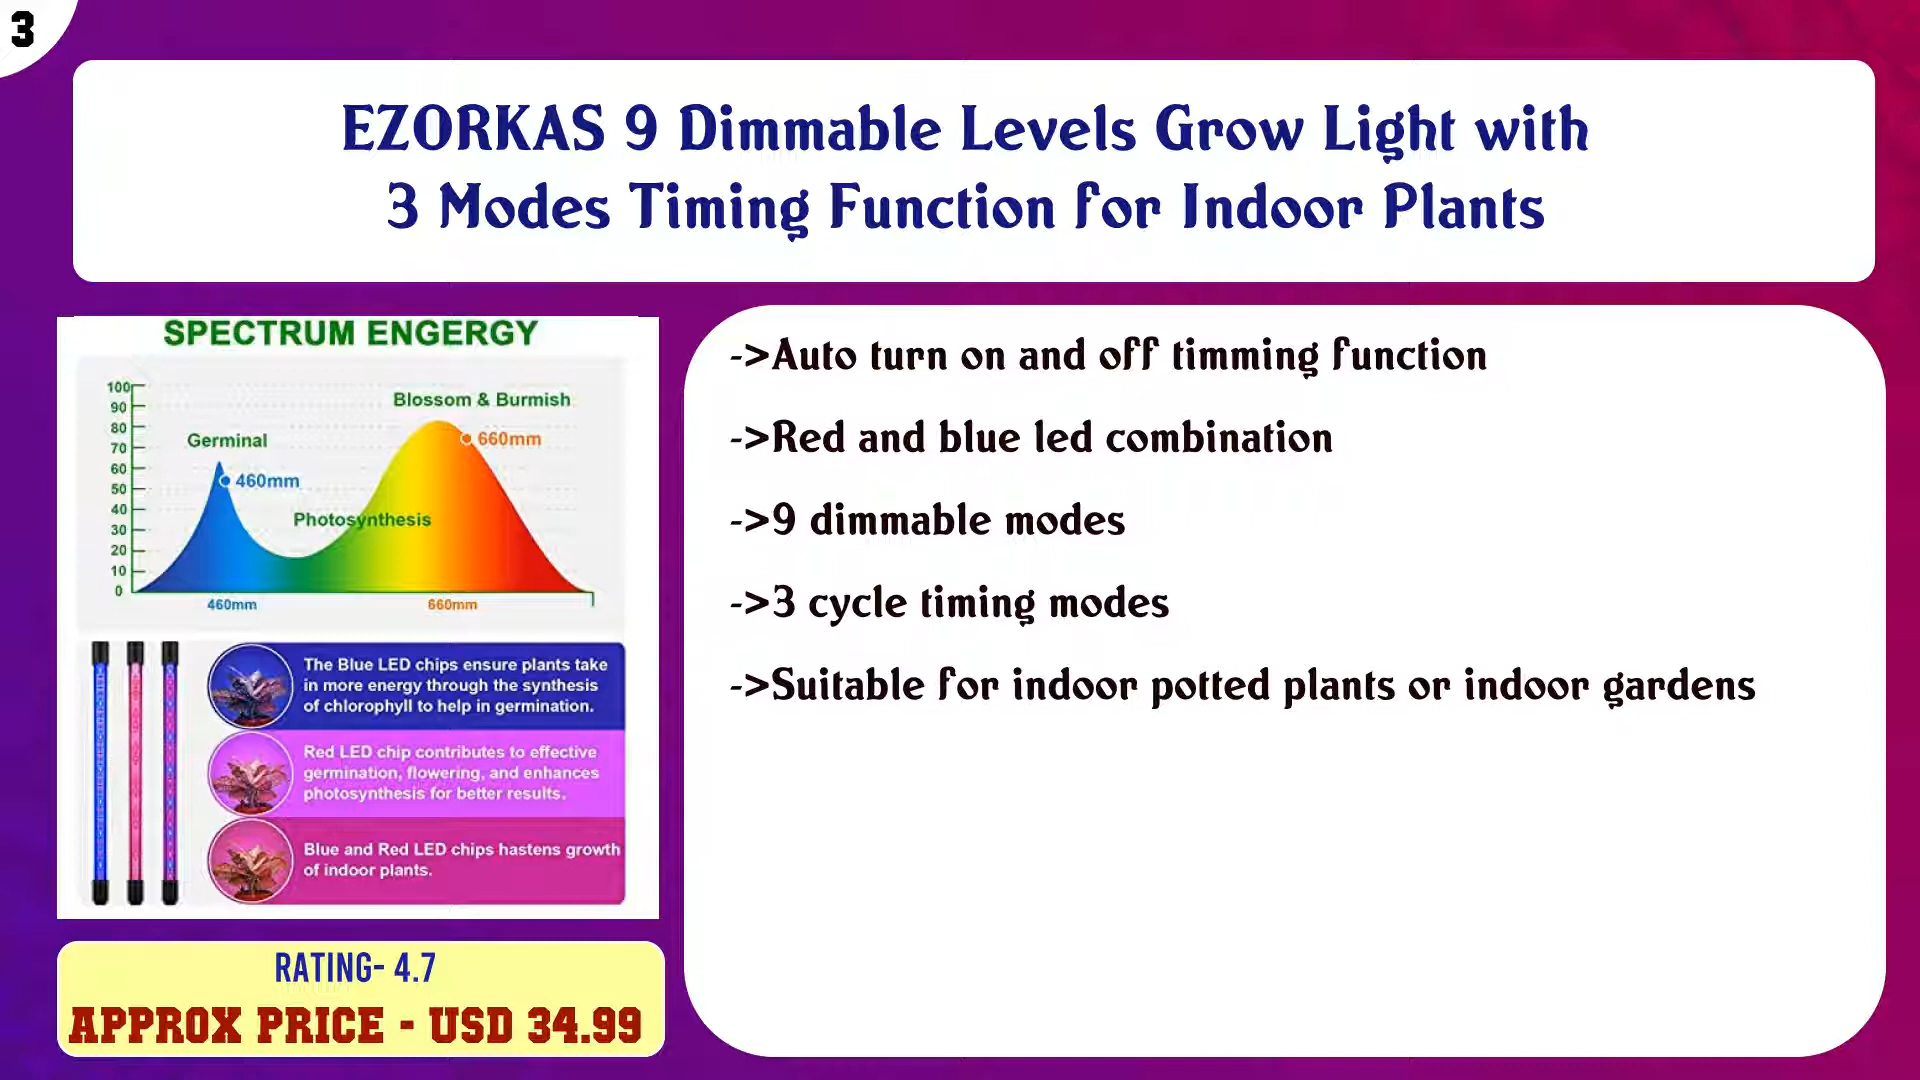 3
EZORKAS 9 Dimmable Levels Grow Light with
3 Modes Timing Function for Indoor Plants
SPECTRUM ENGERGY
100
90
80
70
60
50
40
30
20
10
0
Blossom & Burmish
Germinal
660mm
460mm
Photosynthesis
460mm
660mm
The Blue LED chips ensure plants take
in more energy through the synthesis
of chlorophyll to help in germination.
Red LED chip contributes to effective
germination, flowering, and enhances
photosynthesis for better results.
Blue and Red LED chips hastens growth
of indoor plants.
RATING- 4.7
APPROX PRICE - USD 34.99
->Auto turn on and off timming function
->Red and blue led combination
->9 dimmable modes
->3 cycle timing modes
->Suitable for indoor potted plants or indoor gardens